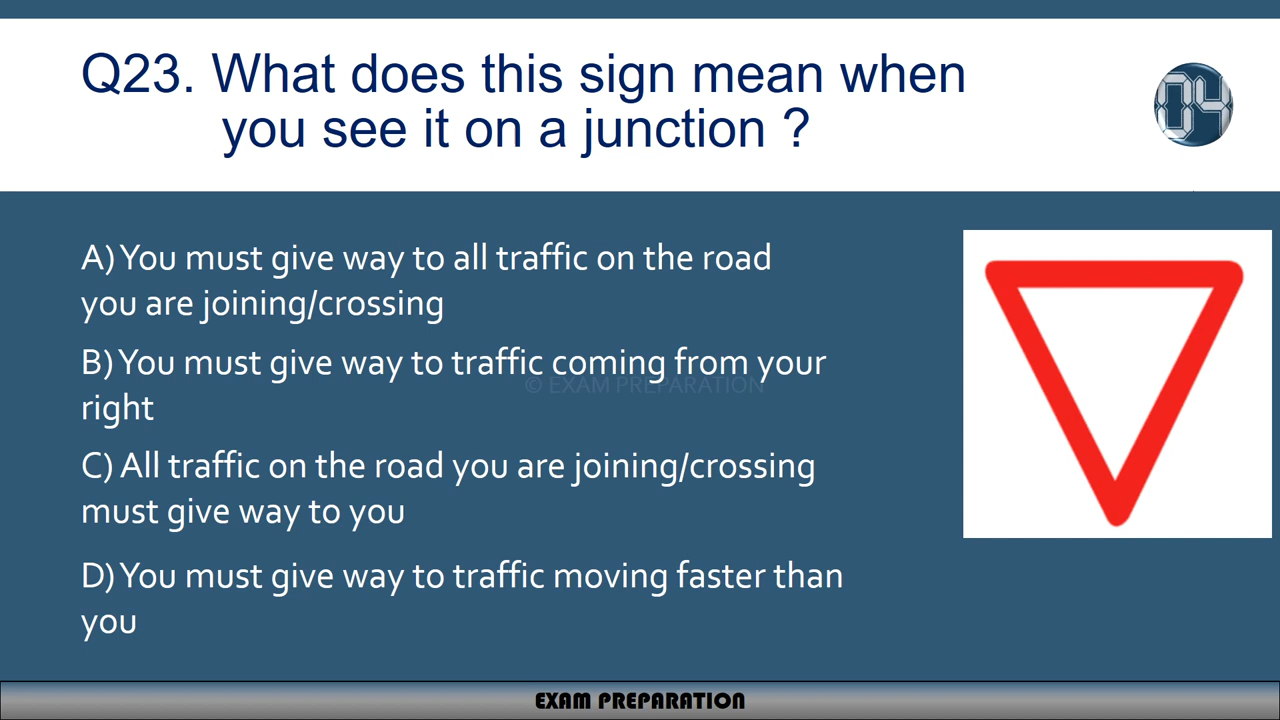 Q23. What does this sign mean when
you see it on a junction ?
04
A) You must give way to all traffic on the road
you are joining/crossing
B) You must give way to traffic coming from your
right
© EXAM PREPARATION
C) All traffic on the road you are joining/crossing
must give way to you
D) You must give way to traffic moving faster than
you
EXAM PREPARATION